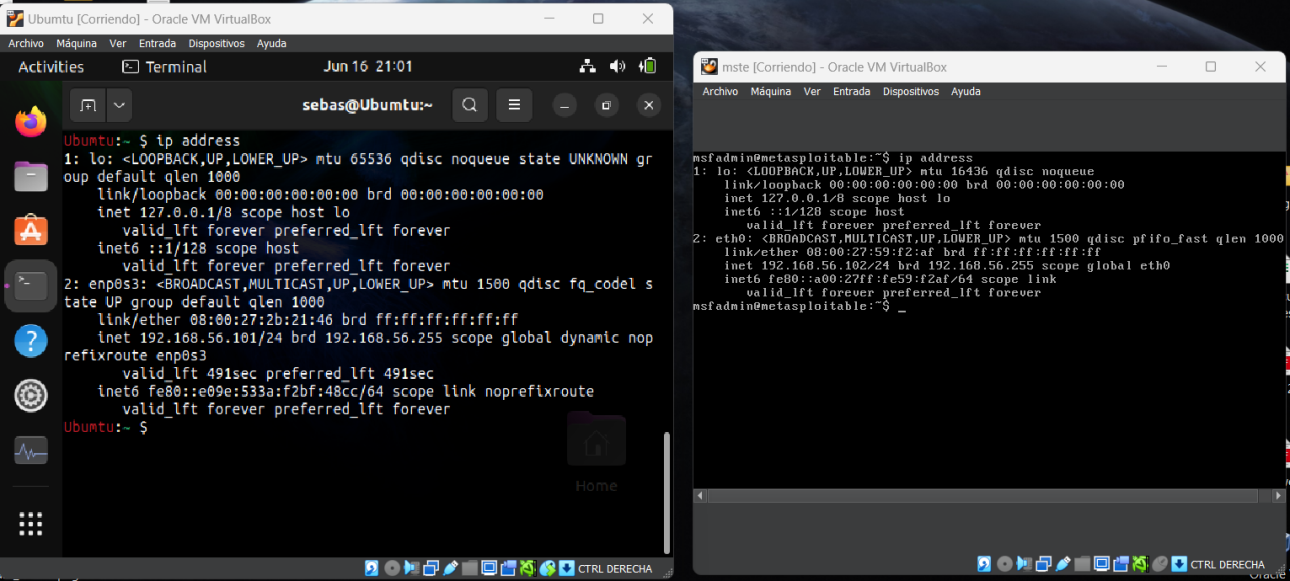 Ubumtu [Corriendo] - Oracle VM VirtualBox
Archivo Máquina Ver Entrada Dispositivos Ayuda
Activities Terminal Jun 16 21:01
sebas@Ubumtu:~
Ubumtu:~ $ ip address
1: lo: <LOOPBACK,UP,LOWER_UP> mtu 65536 qdisc noqueue state UNKNOWN gr
oup default qlen 1000
link/loopback 00:00:00:00:00:00 brd 00:00:00:00:00:00
inet 127.0.0.1/8 scope host lo
valid_lft forever preferred_lft forever
inet6 ::1/128 scope host
valid_lft forever preferred_lft forever
2: enp0s3: <BROADCAST,MULTICAST,UP,LOWER_UP> mtu 1500 qdisc fq_codel s
tate UP group default qlen 1000
link/ether 08:00:27:2b:21:46 brd ff:ff:ff:ff:ff:ff
inet 192.168.56.101/24 brd 192.168.56.255 scope global dynamic nop
refixroute enp0s3
valid_lft 491sec preferred_lft 491sec
inet6 fe80::e09e:533a:f2bf:48cc/64 scope link noprefixroute
valid_lft forever preferred_lft forever
Ubumtu:~ $
Home
CTRL DERECHA
mste [Corriendo] - Oracle VM VirtualBox
Archivo Máquina Ver Entrada Dispositivos Ayuda
msfadmin@metasploitable:~$ ip address
1: lo: <LOOPBACK,UP,LOWER_UP> mtu 16436 qdisc noqueue
link/loopback 00:00:00:00:00:00 brd 00:00:00:00:00:00
inet 127.0.0.1/8 scope host lo
inet6 ::1/128 scope host
valid_lft forever preferred_lft forever
2: eth0: <BROADCAST,MULTICAST,UP,LOWER_UP> mtu 1500 qdisc pfifo_fast qlen 1000
link/ether 08:00:27:59:f2:af brd ff:ff:ff:ff:ff:ff
inet 192.168.56.102/24 brd 192.168.56.255 scope global eth0
inet6 fe80::a00:27ff:fe59:f2af/64 scope link
valid_lft forever preferred_lft forever
msfadmin@metasploitable:~$ _
CTRL DERECHA
Oracle